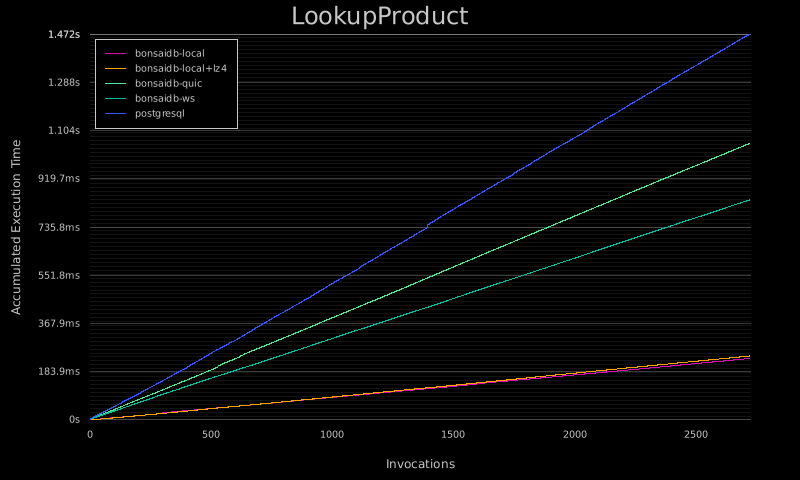 LookupProduct
1.472s
1.288s
1.104s
919.7ms
735.8ms
551.8ms
367.9ms
183.9ms
0s
Accumulated Execution Time
bonsaidb-local
bonsaidb-local+lz4
bonsaidb-quic
bonsaidb-ws
postgresql
0 500 1000 1500 2000 2500
Invocations